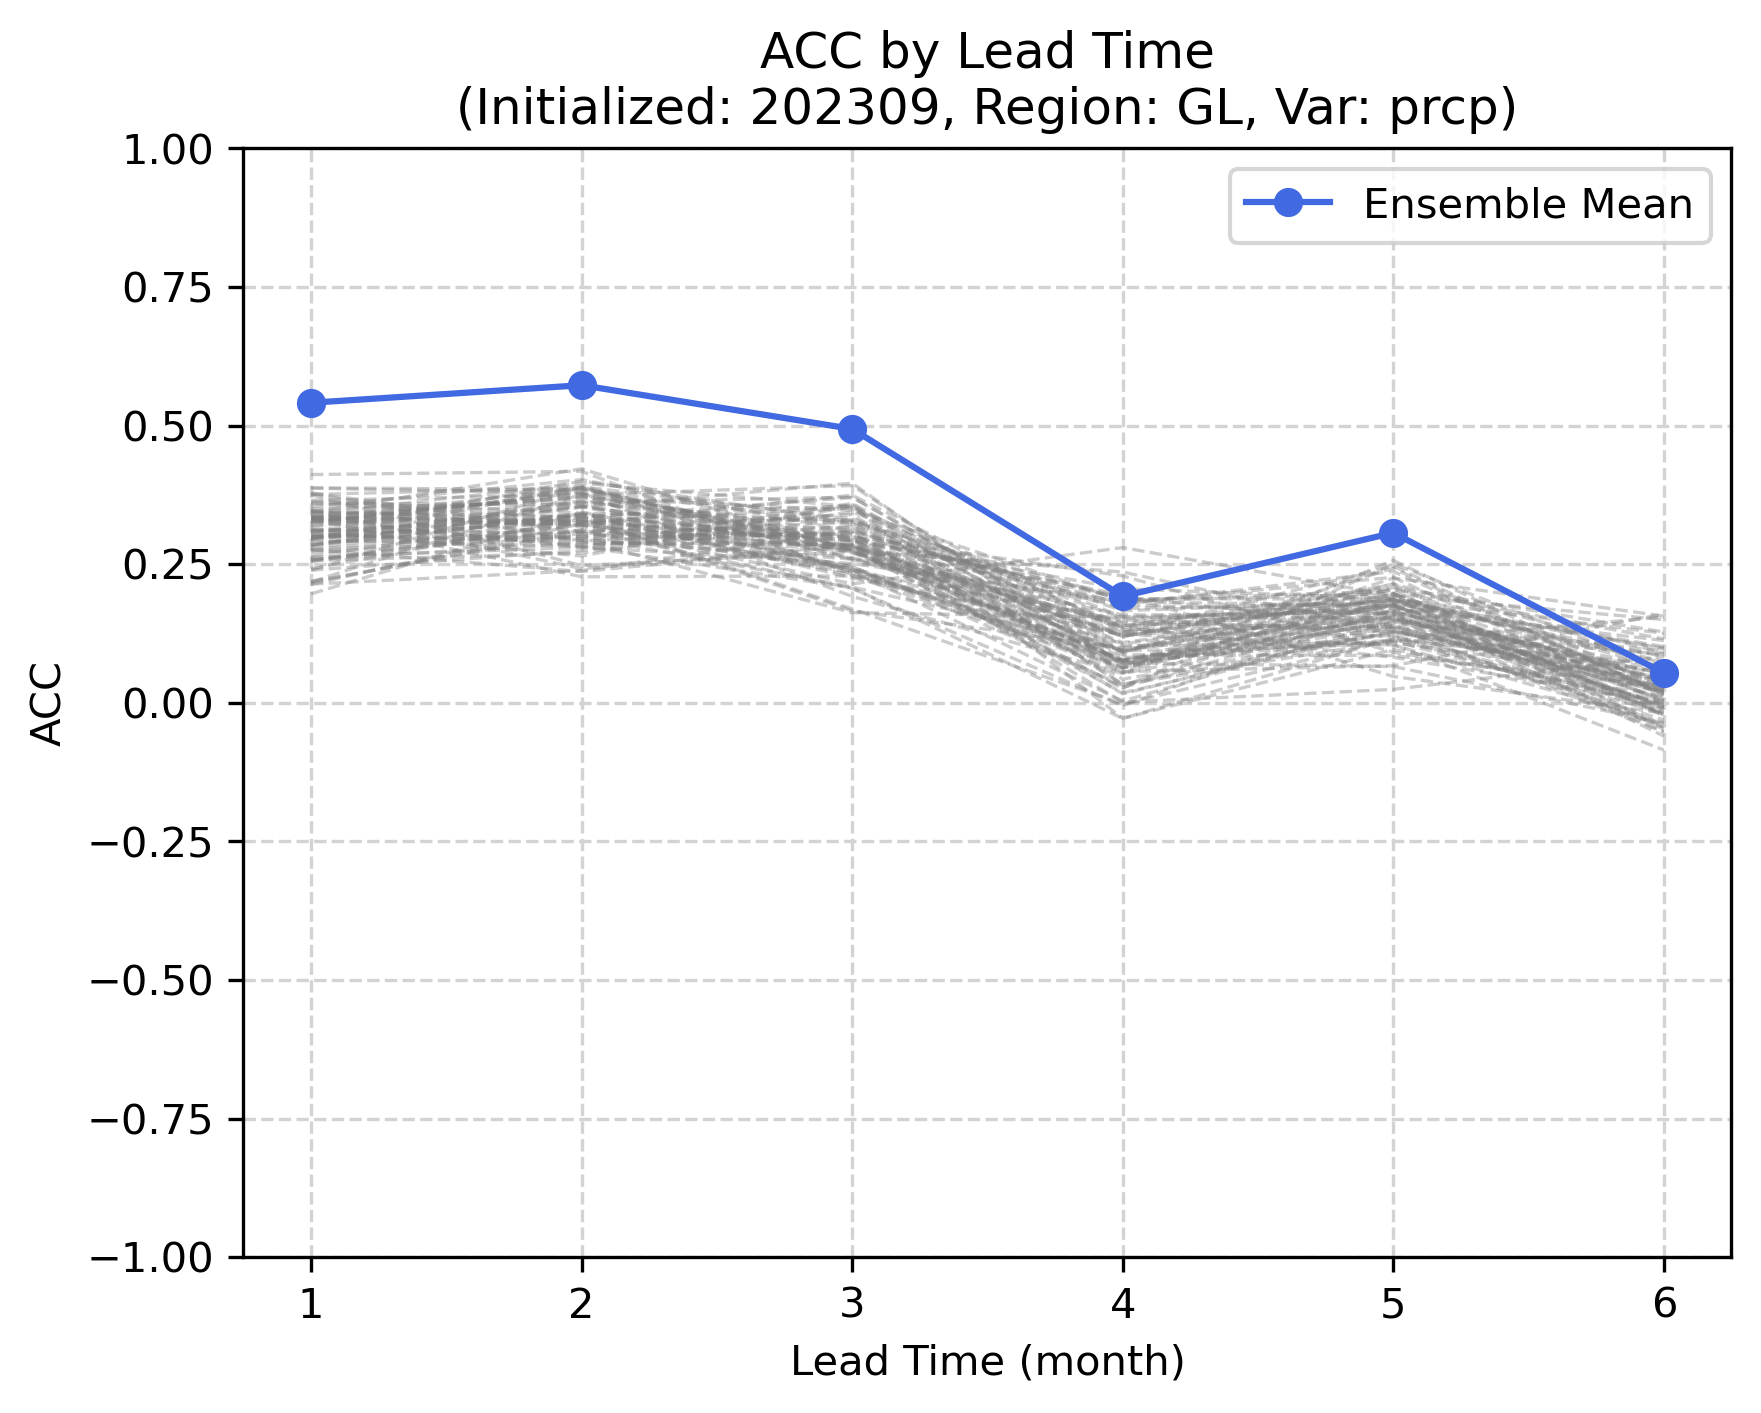 ACC by Lead Time
(Initialized: 202309, Region: GL, Var: prcp)
1.00
0.75
0.50
0.25
0.00
−0.25
−0.50
−0.75
−1.00
ACC
Ensemble Mean
1 2 3 4 5 6
Lead Time (month)